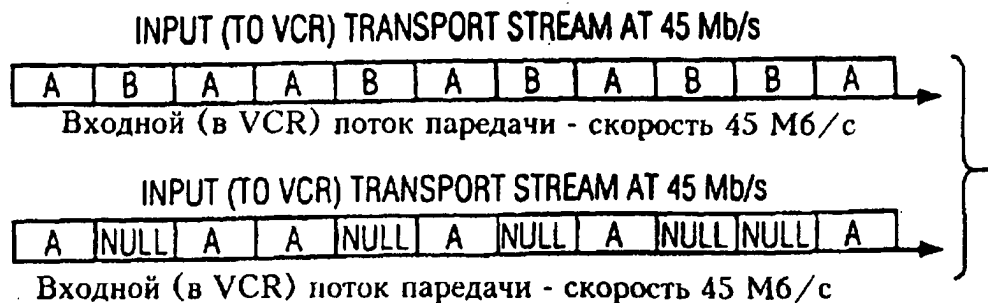 INPUT (TO VCR) TRANSPORT STREAM AT 45 Mb/s
A B A A B A B A B B A
Входной (в VCR) поток паредачи - скорость 45 Мб/с
INPUT (TO VCR) TRANSPORT STREAM AT 45 Mb/s
A NULL A A NULL A NULL A NULL NULL A
Входной (в VCR) поток паредачи - скорость 45 Мб/с